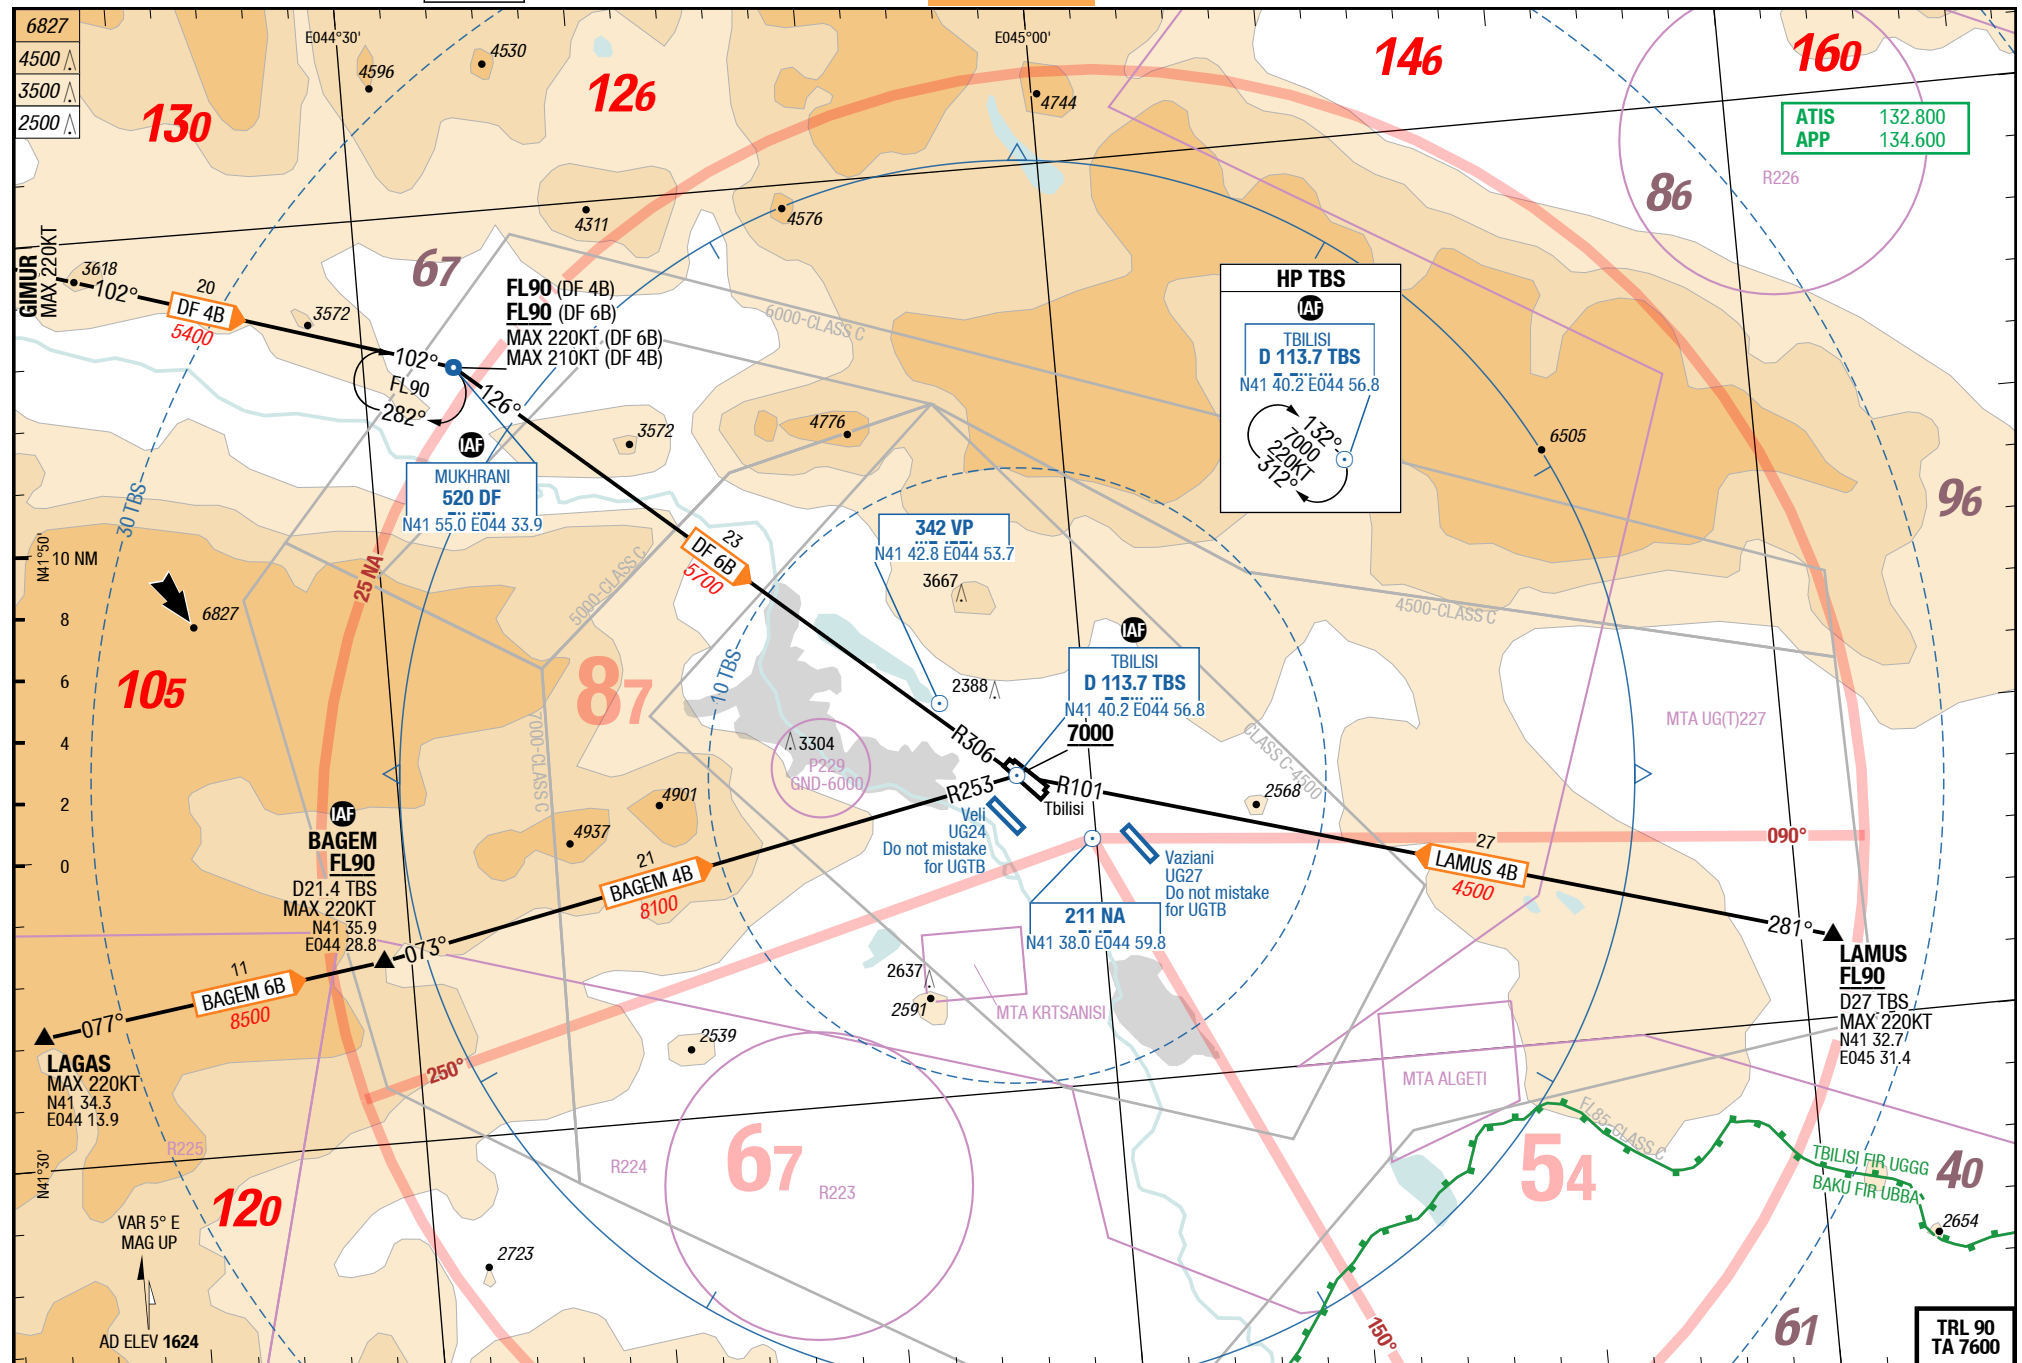 6827
4500
3500
2500
E044°30'
E045°00'
4596
4530
4744
130
126
146
160
ATIS 132.800
APP 134.600
86
R226
4311
4576
GIMUR
MAX 220KT
3618
102°
20
DF 4B
5400
3572
67
FL90 (DF 4B)
FL90 (DF 6B)
MAX 220KT (DF 6B)
MAX 210KT (DF 4B)
6000-CLASS C
102°
FL90
282°
126°
IAF
MUKHRANI
520 DF
N41 55.0 E044 33.9
3572
4776
HP TBS
IAF
TBILISI
D 113.7 TBS
N41 40.2 E044 56.8
132°
7000
220KT
312°
6505
96
30 TBS
N41°50'
10 NM
8
6
4
2
0
25 NA
6827
105
5000-CLASS C
23
DF 6B
5700
342 VP
N41 42.8 E044 53.7
3667
4500-CLASS C
87
10 TBS
2388
IAF
TBILISI
D 113.7 TBS
N41 40.2 E044 56.8
7000
MTA UG(T)227
7000-CLASS C
3304
P229
GND-6000
R306
R253
R101
Tbilisi
CLASS C-4500
2568
4901
4937
Veli
UG24
Do not mistake
for UGTB
Vaziani
UG27
Do not mistake
for UGTB
27
LAMUS 4B
4500
090°
IAF
BAGEM
FL90
D21.4 TBS
MAX 220KT
N41 35.9
E044 28.8
21
BAGEM 4B
8100
073°
211 NA
N41 38.0 E044 59.8
281°
LAMUS
FL90
D27 TBS
MAX 220KT
N41 32.7
E045 31.4
11
BAGEM 6B
8500
077°
LAGAS
MAX 220KT
N41 34.3
E044 13.9
2637
2591
MTA KRTSANISI
2539
250°
MTA ALGETI
FL85-CLASS C
R225
N41°30'
R224
67
R223
54
TBILISI FIR UGGG
BAKU FIR UBBA
40
2654
120
VAR 5° E
MAG UP
2723
AD ELEV 1624
150°
61
TRL 90
TA 7600